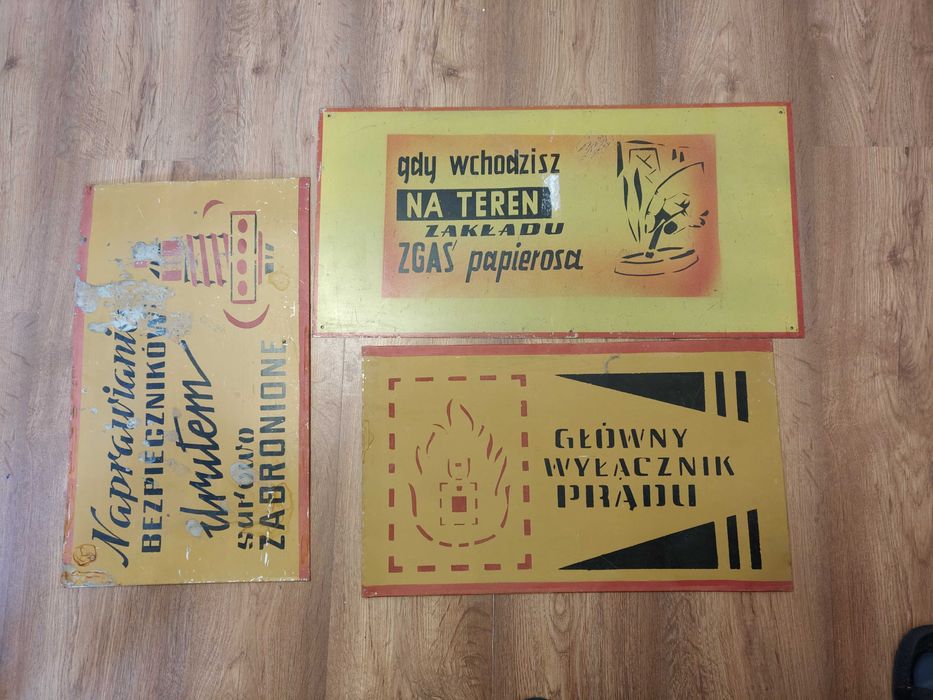 Naprawianie
BEZPIECZNIKÓW
drutem
surowo
ZABRONIONE
gdy wchodzisz
NA TEREN
ZAKŁADU
ZGAŚ papierosa
GŁÓWNY
WYŁĄCZNIK
PRĄDU